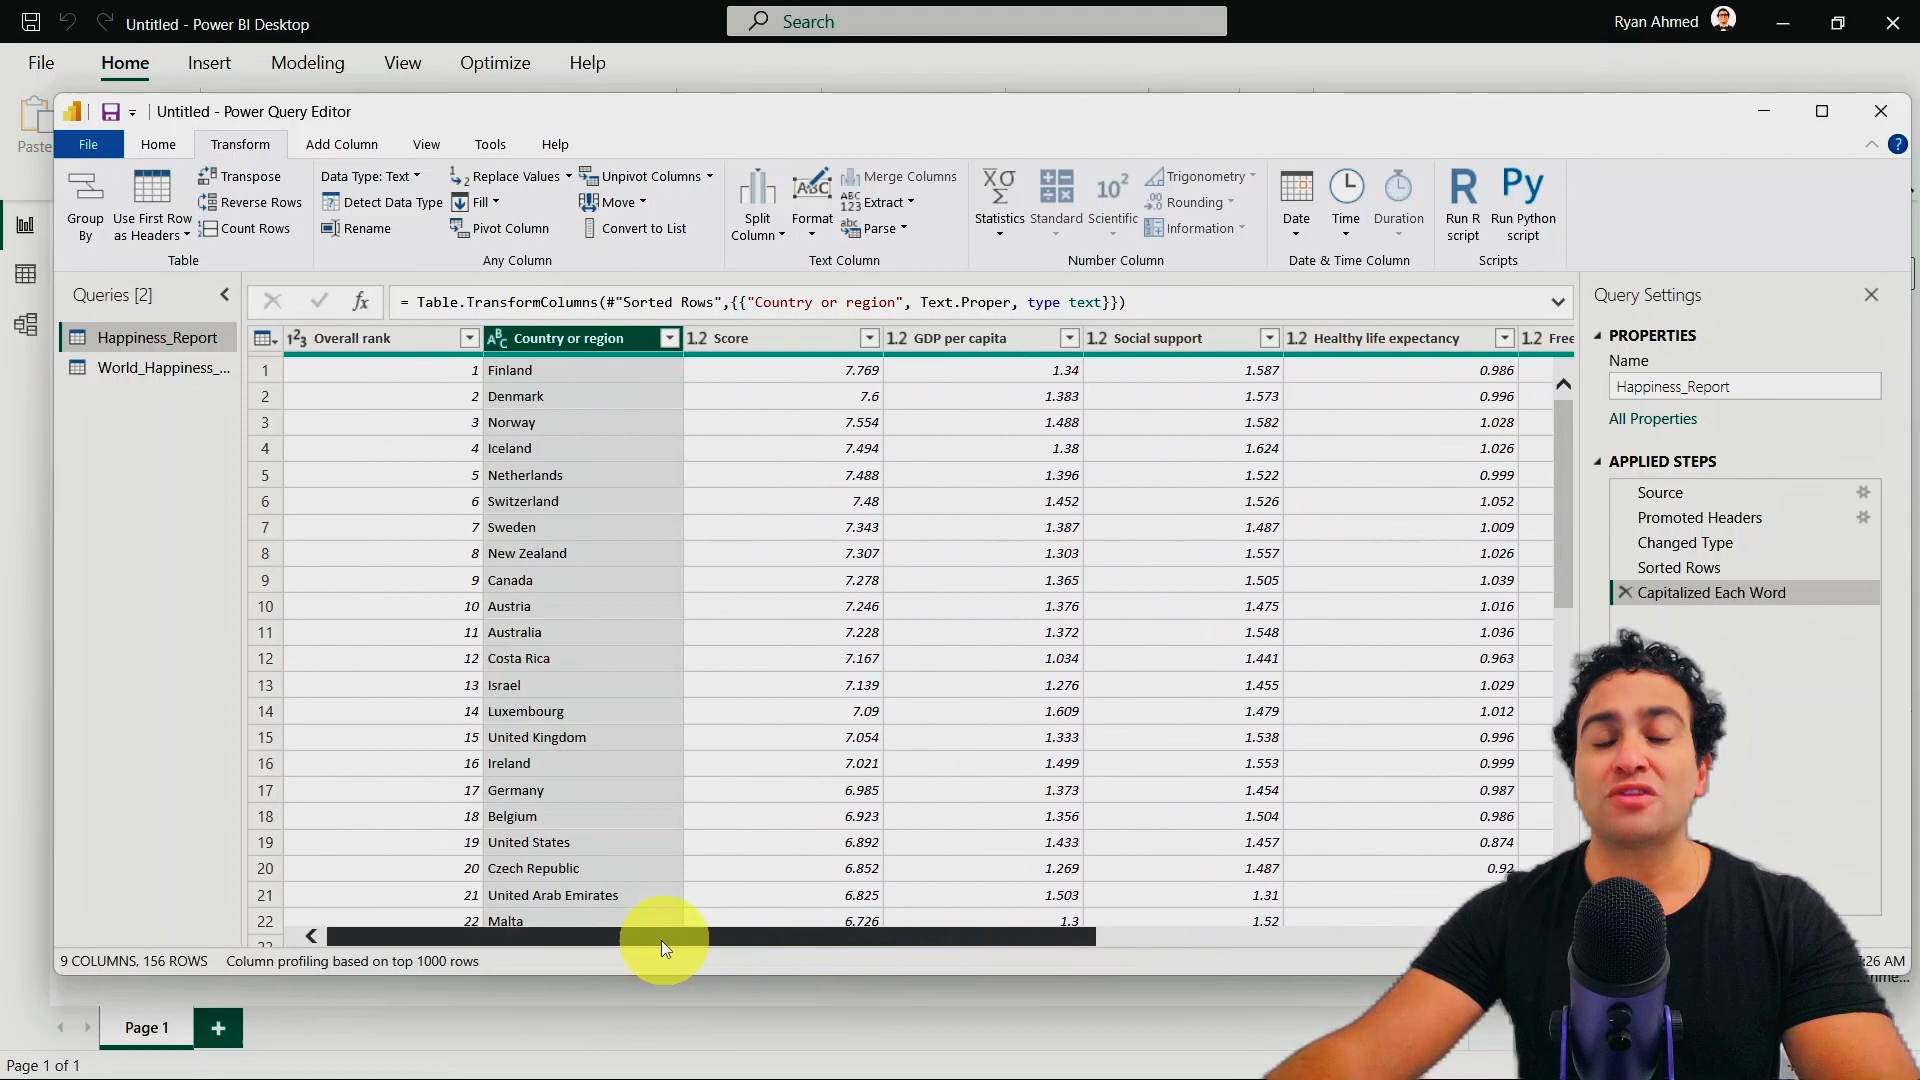 Untitled - Power BI Desktop
Search
Ryan Ahmed
File Home Insert Modeling View Optimize Help
Paste
Untitled - Power Query Editor
File Home Transform Add Column View Tools Help
Group By
Use First Row as Headers
Transpose
Reverse Rows
Count Rows
Table
Data Type: Text
Detect Data Type
Rename
Replace Values
Fill
Pivot Column
Unpivot Columns
Move
Convert to List
Any Column
Split Column
Format
Merge Columns
Extract
Parse
Text Column
Statistics
Standard
Scientific
Trigonometry
Rounding
Information
Number Column
Date
Time
Duration
Date & Time Column
Run R script
Run Python script
Scripts
Queries [2]
Happiness_Report
World_Happiness_...
= Table.TransformColumns(#"Sorted Rows",{{"Country or region", Text.Proper, type text}})
Overall rank Country or region 1.2 Score 1.2 GDP per capita 1.2 Social support 1.2 Healthy life expectancy 1.2 Free
1 1 Finland 7.769 1.34 1.587 0.986
2 2 Denmark 7.6 1.383 1.573 0.996
3 3 Norway 7.554 1.488 1.582 1.028
4 4 Iceland 7.494 1.38 1.624 1.026
5 5 Netherlands 7.488 1.396 1.522 0.999
6 6 Switzerland 7.48 1.452 1.526 1.052
7 7 Sweden 7.343 1.387 1.487 1.009
8 8 New Zealand 7.307 1.303 1.557 1.026
9 9 Canada 7.278 1.365 1.505 1.039
10 10 Austria 7.246 1.376 1.475 1.016
11 11 Australia 7.228 1.372 1.548 1.036
12 12 Costa Rica 7.167 1.034 1.441 0.963
13 13 Israel 7.139 1.276 1.455 1.029
14 14 Luxembourg 7.09 1.609 1.479 1.012
15 15 United Kingdom 7.054 1.333 1.538 0.996
16 16 Ireland 7.021 1.499 1.553 0.999
17 17 Germany 6.985 1.373 1.454 0.987
18 18 Belgium 6.923 1.356 1.504 0.986
19 19 United States 6.892 1.433 1.457 0.874
20 20 Czech Republic 6.852 1.269 1.487 0.92
21 21 United Arab Emirates 6.825 1.503 1.31
22 22 Malta 6.726 1.3 1.52
Query Settings
PROPERTIES
Name
Happiness_Report
All Properties
APPLIED STEPS
Source
Promoted Headers
Changed Type
Sorted Rows
Capitalized Each Word
9 COLUMNS, 156 ROWS Column profiling based on top 1000 rows
:26 AM
Page 1
Page 1 of 1